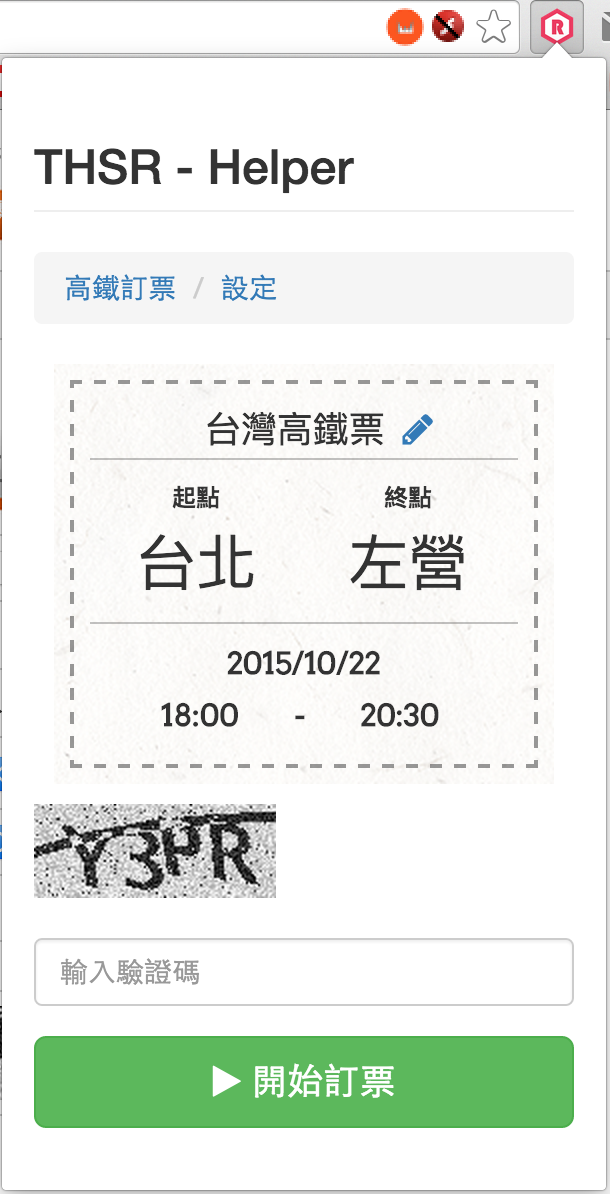 R
THSR - Helper
高鐵訂票 / 設定
台灣高鐵票
起點 終點
台北 左營
2015/10/22
18:00 - 20:30
Y3PR
輸入驗證碼
開始訂票